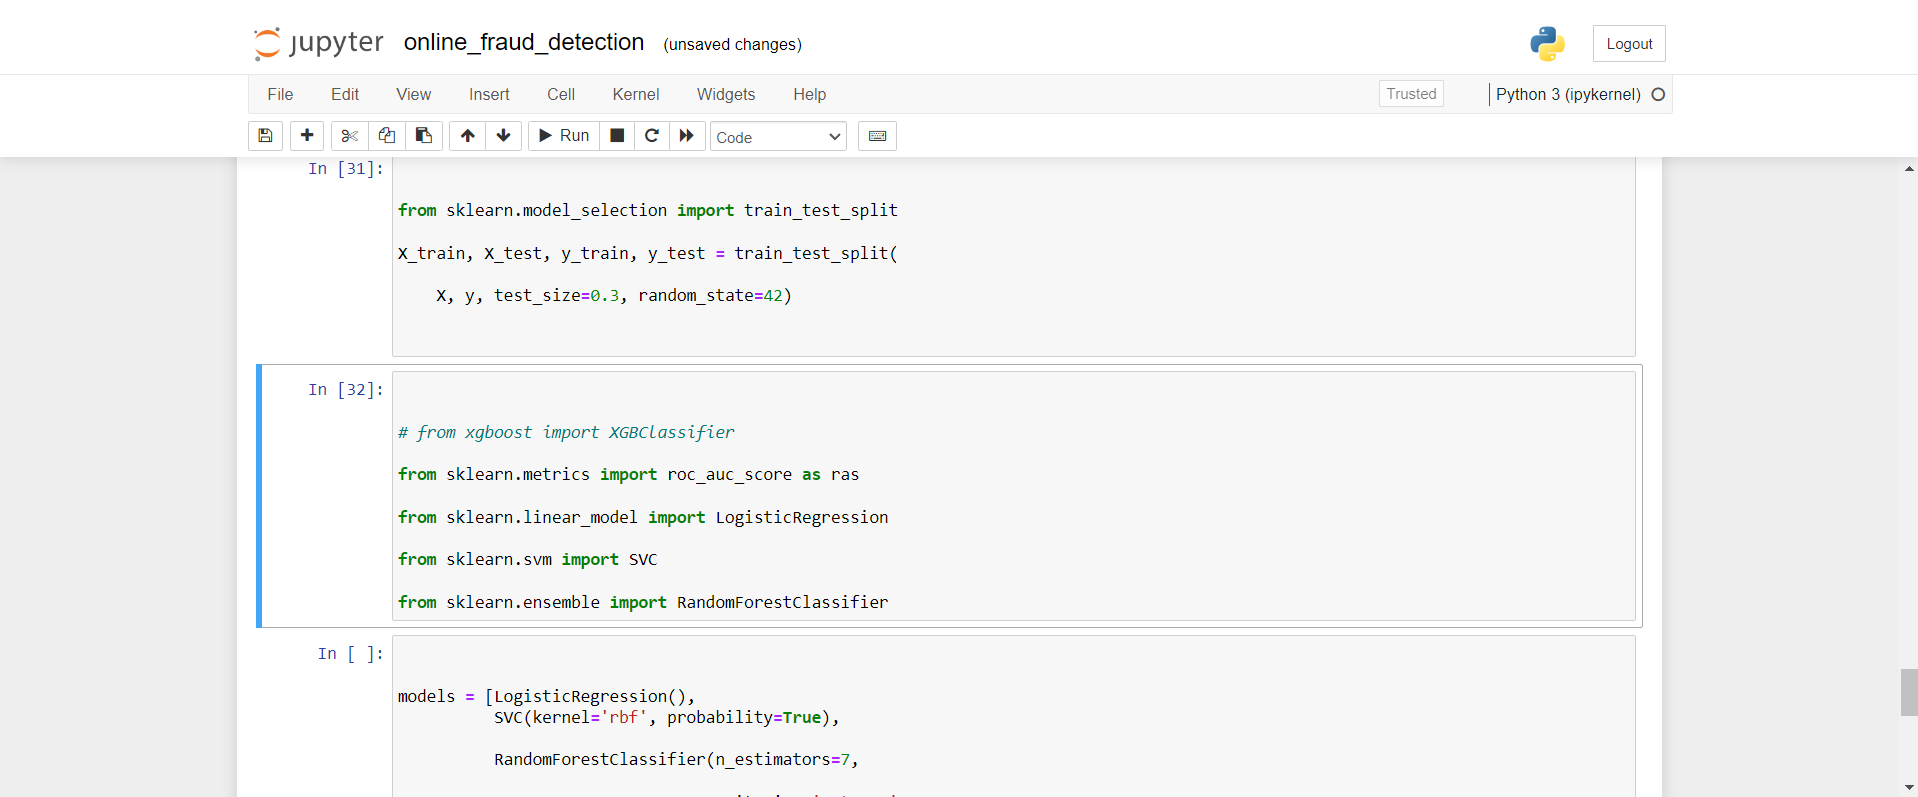 jupyter online_fraud_detection (unsaved changes) Logout
File Edit View Insert Cell Kernel Widgets Help Trusted Python 3 (ipykernel)
Run Code
In [31]:
from sklearn.model_selection import train_test_split
X_train, X_test, y_train, y_test = train_test_split(
X, y, test_size=0.3, random_state=42)
In [32]:
# from xgboost import XGBClassifier
from sklearn.metrics import roc_auc_score as ras
from sklearn.linear_model import LogisticRegression
from sklearn.svm import SVC
from sklearn.ensemble import RandomForestClassifier
In [ ]:
models = [LogisticRegression(),
SVC(kernel='rbf', probability=True),
RandomForestClassifier(n_estimators=7,